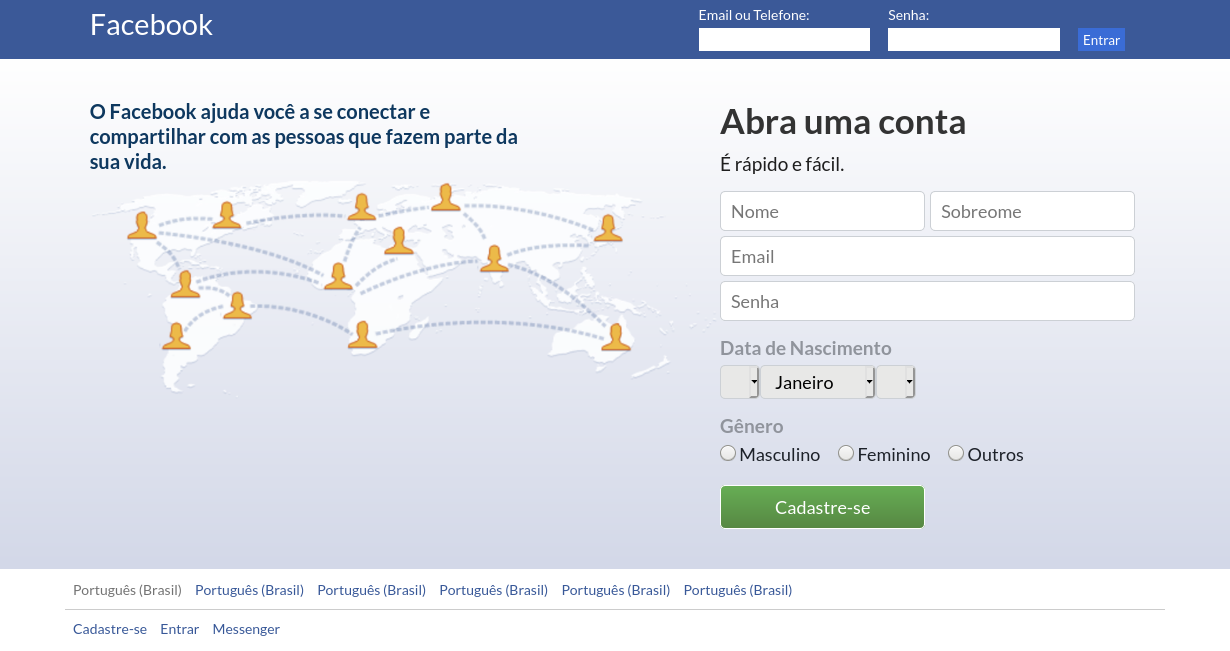 Facebook
Email ou Telefone:
Senha:
Entrar
O Facebook ajuda você a se conectar e
compartilhar com as pessoas que fazem parte da
sua vida.
Abra uma conta
É rápido e fácil.
Nome
Sobreome
Email
Senha
Data de Nascimento
Janeiro
Gênero
Masculino Feminino Outros
Cadastre-se
Português (Brasil) Português (Brasil) Português (Brasil) Português (Brasil) Português (Brasil) Português (Brasil)
Cadastre-se Entrar Messenger